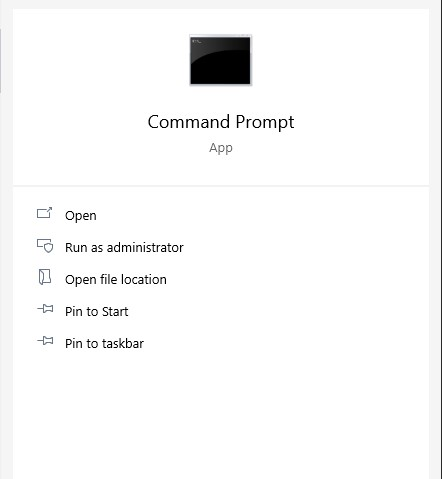 Command Prompt
App
Open
Run as administrator
Open file location
Pin to Start
Pin to taskbar